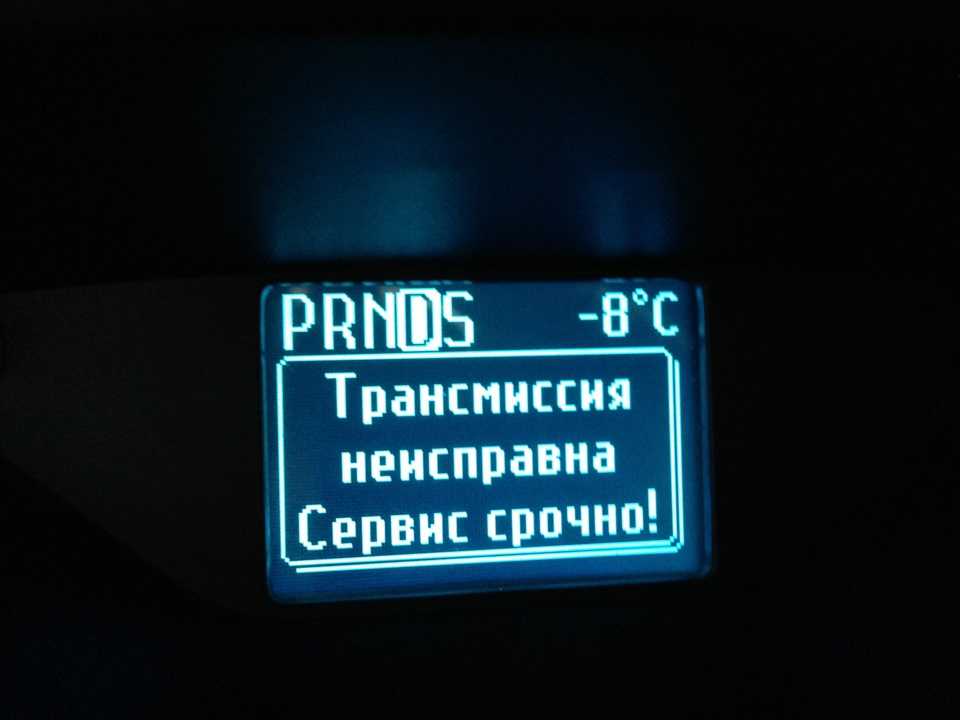 PRNDS -8°C
Трансмиссия
неисправна
Сервис срочно!